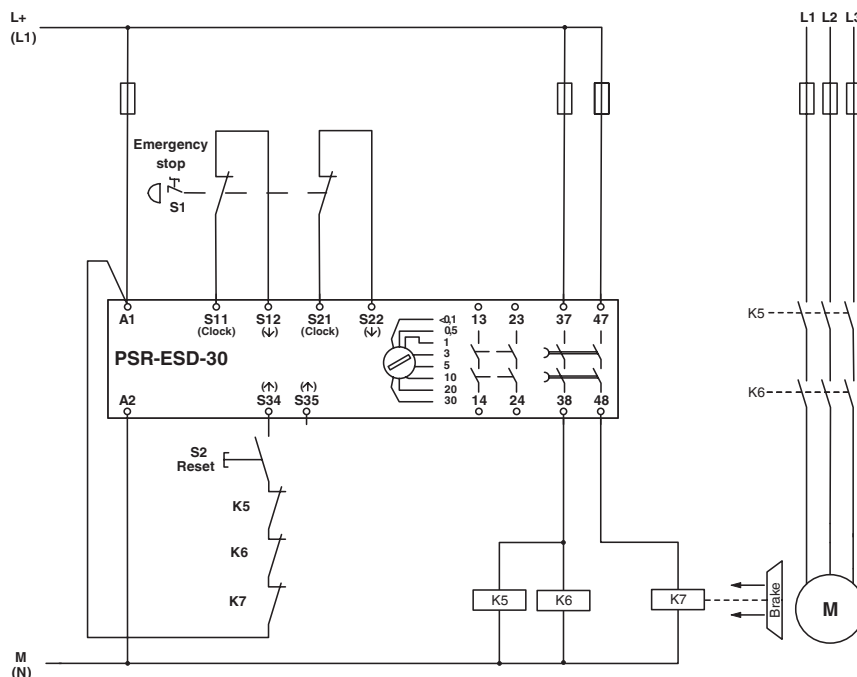 L+
(L1)
L1 L2 L3
Emergency
stop
S1
K5
A1 S11 S12 S21 S22 13 23 37 47
(Clock) (↓) (Clock) (↓)
<0,1
0,5
1
3
5
10
20
30
PSR-ESD-30
K6
(↑) (↑)
A2 S34 S35 14 24 38 48
S2
Reset
K5
K6
K7
K5 K6 K7
Brake
M
M
(N)